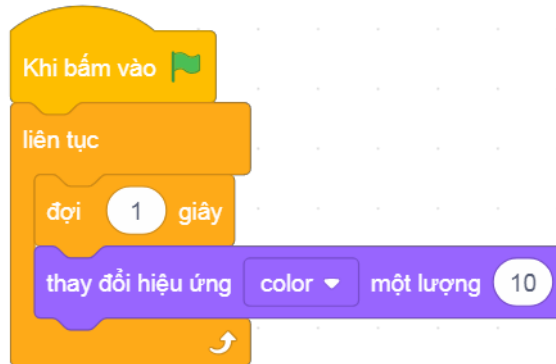 Khi bấm vào
liên tục
đợi 1 giây
thay đổi hiệu ứng color một lượng 10